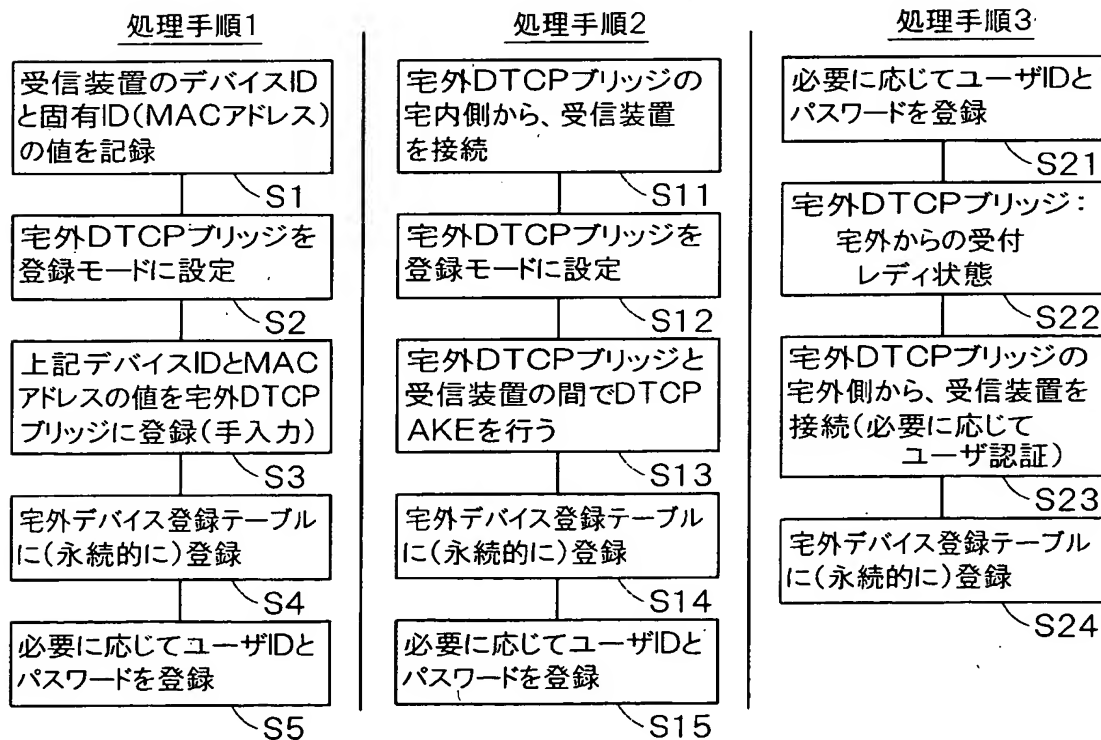 処理手順1
受信装置のデバイスID
と固有ID(MACアドレス)
の値を記録
S1
宅外DTCPブリッジを
登録モードに設定
S2
上記デバイスIDとMAC
アドレスの値を宅外DTCP
ブリッジに登録(手入力)
S3
宅外デバイス登録テーブル
に(永続的に)登録
S4
必要に応じてユーザIDと
パスワードを登録
S5
処理手順2
宅外DTCPブリッジの
宅内側から、受信装置
を接続
S11
宅外DTCPブリッジを
登録モードに設定
S12
宅外DTCPブリッジと
受信装置の間でDTCP
AKEを行う
S13
宅外デバイス登録テーブル
に(永続的に)登録
S14
必要に応じてユーザIDと
パスワードを登録
S15
処理手順3
必要に応じてユーザIDと
パスワードを登録
S21
宅外DTCPブリッジ:
宅外からの受付
レディ状態
S22
宅外DTCPブリッジの
宅外側から、受信装置を
接続(必要に応じて
ユーザ認証)
S23
宅外デバイス登録テーブル
に(永続的に)登録
S24